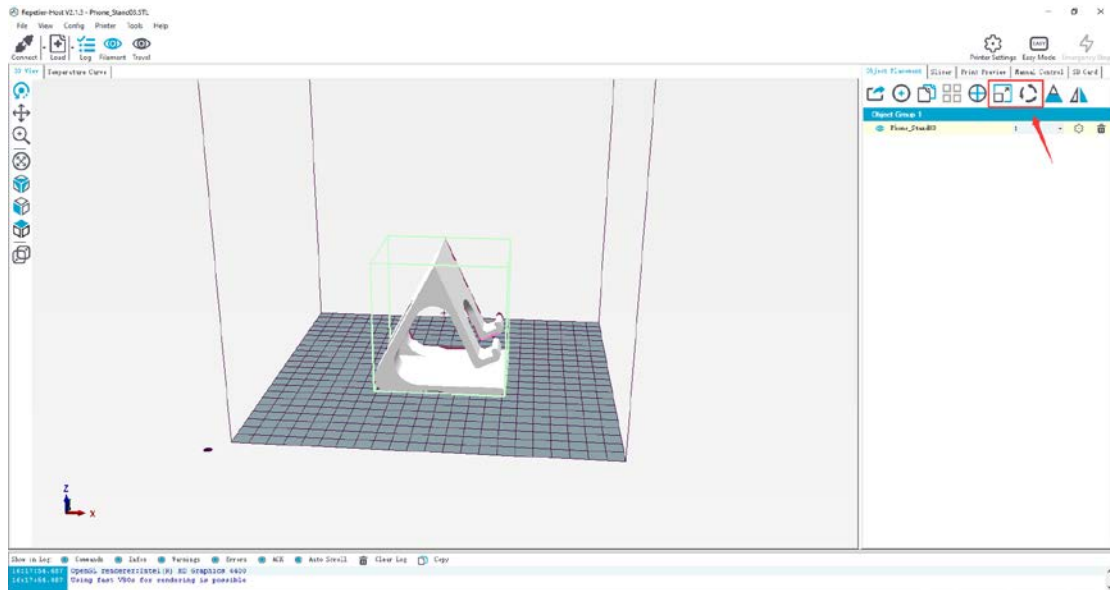 Repetier-Host V2.1.3 - Phone_Stand03.STL
File View Config Printer Tools Help
Connect Load Log Filament Travel
Printer Settings Easy Mode Emergency Stop
EASY
3D View Temperature Curve
Object Placement Slicer Print Preview Manual Control SD Card
Object Group 1
Phone_Stand03 1
Z
X
Show in Log: Commands Infos Warnings Errors ACK Auto Scroll Clear Log Copy
OpenGL renderer:Intel(R) HD Graphics 4400
Using fast VBOs for rendering is possible